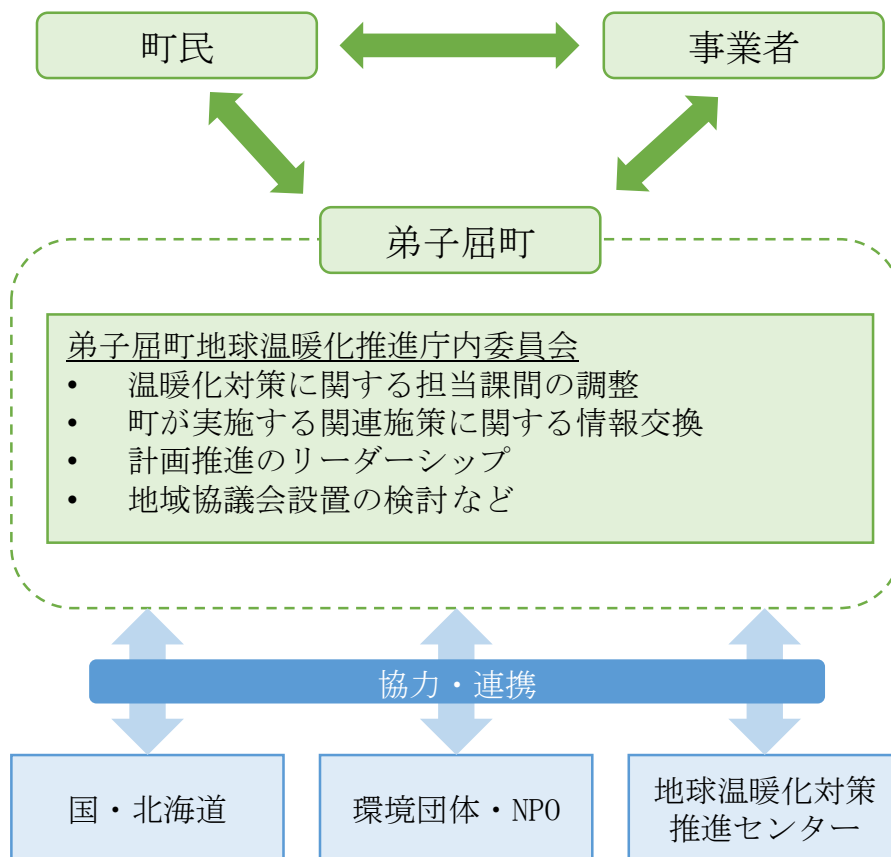 町民
事業者
弟子屈町
弟子屈町地球温暖化推進庁内委員会
• 温暖化対策に関する担当課間の調整
• 町が実施する関連施策に関する情報交換
• 計画推進のリーダーシップ
• 地域協議会設置の検討など
協力・連携
国・北海道
環境団体・NPO
地球温暖化対策
推進センター